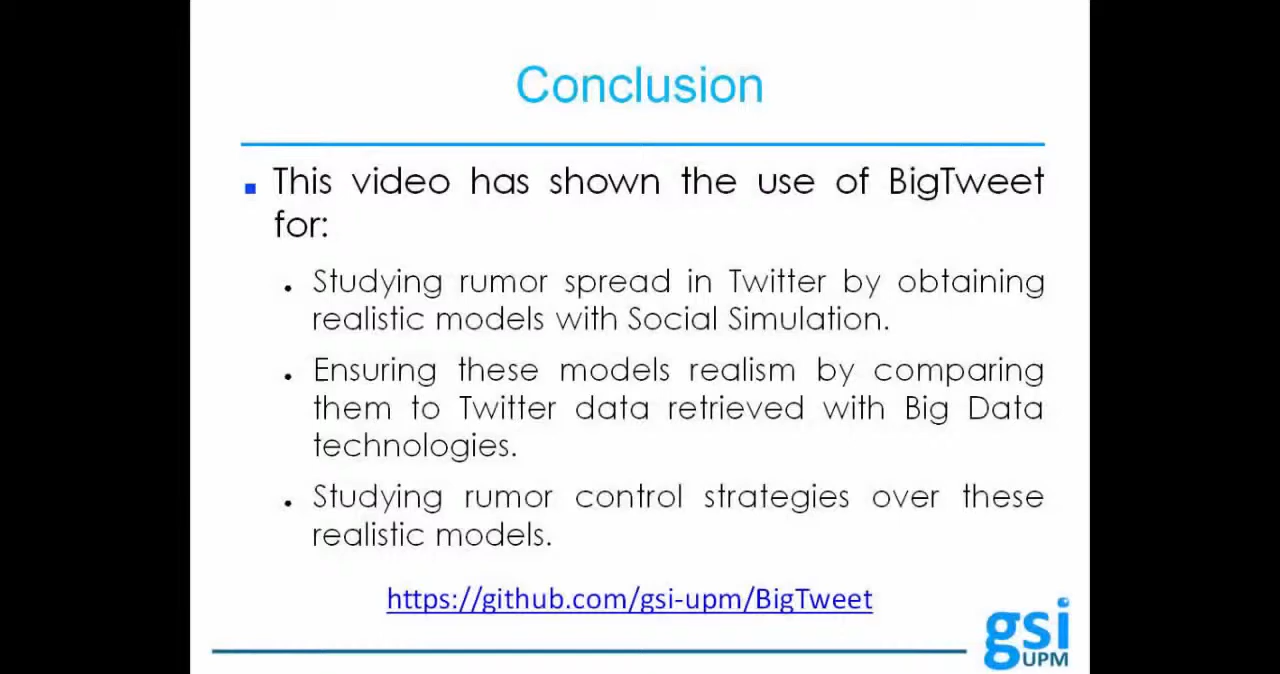 Conclusion
This video has shown the use of BigTweet
for:
Studying rumor spread in Twitter by obtaining
realistic models with Social Simulation.
Ensuring these models realism by comparing
them to Twitter data retrieved with Big Data
technologies.
Studying rumor control strategies over these
realistic models.
https://github.com/gsi-upm/BigTweet
gsi
UPM